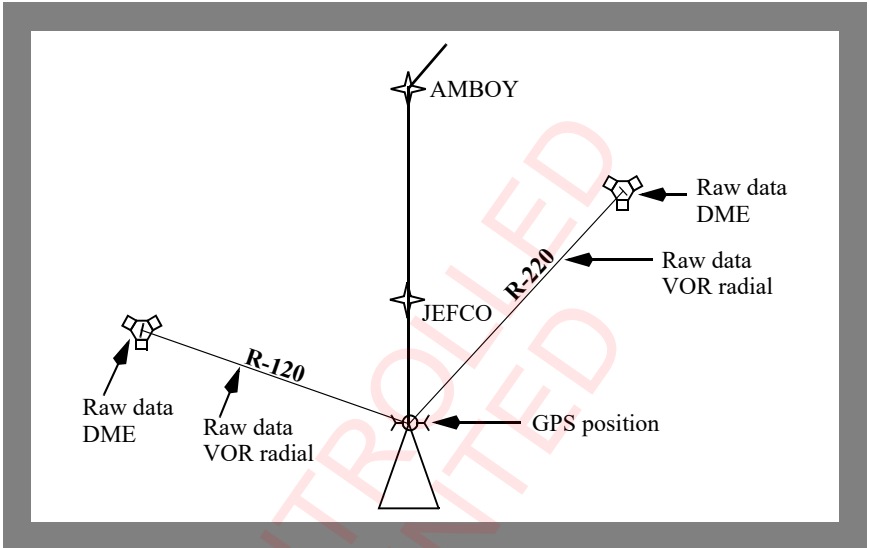 AMBOY
Raw data
DME
R-220
Raw data
VOR radial
JEFCO
R-120
Raw data
DME
Raw data
VOR radial
GPS position